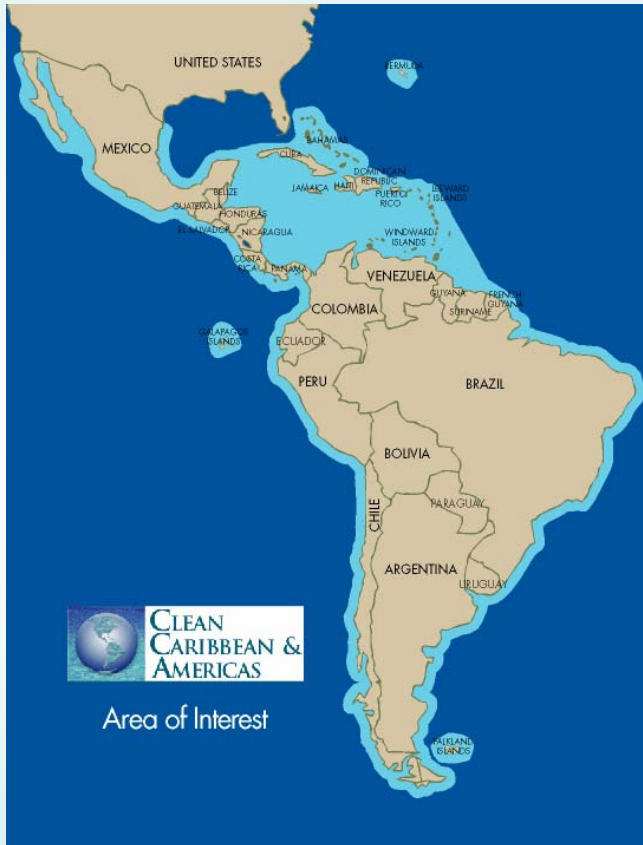 UNITED STATES
BERMUDA
MEXICO
BAHAMAS
CUBA
DOMINICAN
REPUBLIC
BELIZE
JAMAICA
HAITI
PUERTO
RICO
LEEWARD
ISLANDS
GUATEMALA
HONDURAS
EL SALVADOR
NICARAGUA
WINDWARD
ISLANDS
COSTA
RICA
PANAMA
VENEZUELA
GUYANA
FRENCH
GUYANA
SURINAME
COLOMBIA
GALAPAGOS
ISLANDS
ECUADOR
PERU
BRAZIL
BOLIVIA
CHILE
PARAGUAY
ARGENTINA
URUGUAY
CLEAN
CARIBBEAN &
AMERICAS
Area of Interest
FALKLAND
ISLANDS